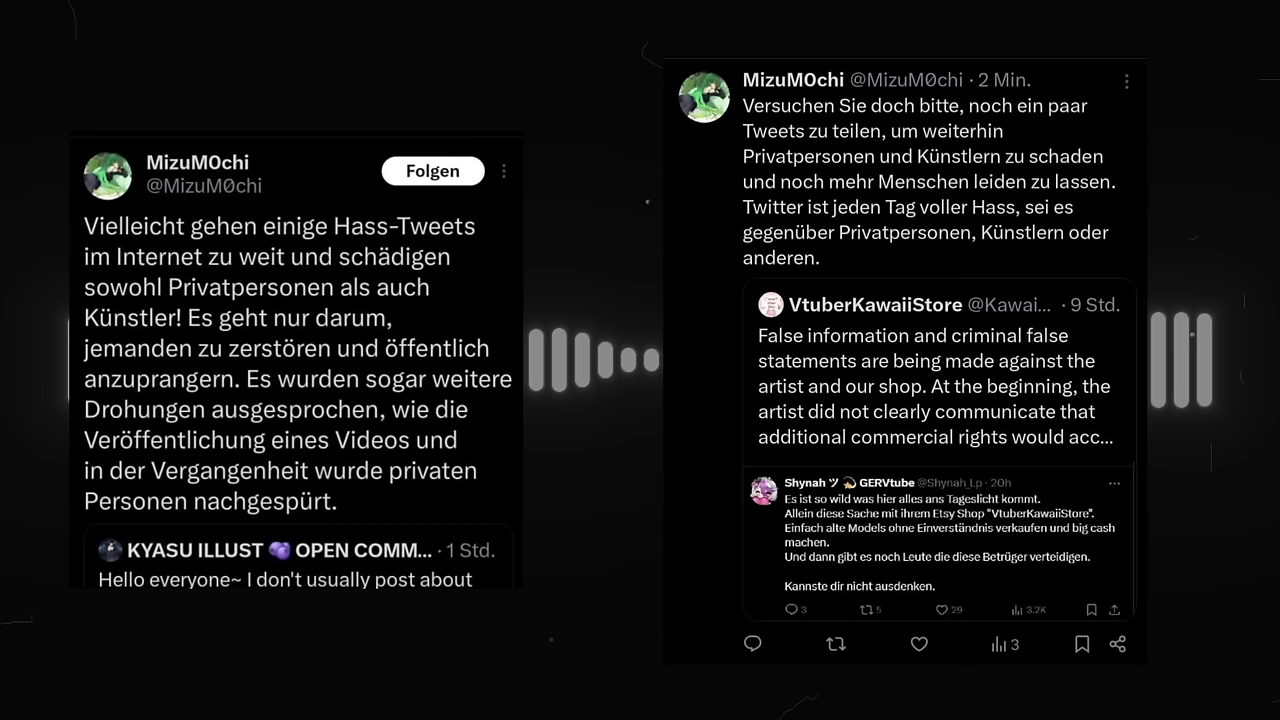 MizuM0chi
@MizuM0chi
Folgen
Vielleicht gehen einige Hass-Tweets
im Internet zu weit und schädigen
sowohl Privatpersonen als auch
Künstler! Es geht nur darum,
jemanden zu zerstören und öffentlich
anzuprangern. Es wurden sogar weitere
Drohungen ausgesprochen, wie die
Veröffentlichung eines Videos und
in der Vergangenheit wurde privaten
Personen nachgespürt.
KYASU ILLUST 🟣 OPEN COMM... · 1 Std.
Hello everyone~ I don't usually post about
MizuM0chi @MizuM0chi · 2 Min.
Versuchen Sie doch bitte, noch ein paar
Tweets zu teilen, um weiterhin
Privatpersonen und Künstlern zu schaden
und noch mehr Menschen leiden zu lassen.
Twitter ist jeden Tag voller Hass, sei es
gegenüber Privatpersonen, Künstlern oder
anderen.
VtuberKawaiiStore @Kawai... · 9 Std.
False information and criminal false
statements are being made against the
artist and our shop. At the beginning, the
artist did not clearly communicate that
additional commercial rights would acc...
Shynah ツ 💫 GERVtube @Shynah_Lp · 20h
Es ist so wild was hier alles ans Tageslicht kommt.
Allein diese Sache mit ihrem Etsy Shop "VtuberKawaiiStore".
Einfach alte Models ohne Einverständnis verkaufen und big cash
machen.
Und dann gibt es noch Leute die diese Betrüger verteidigen.
Kannste dir nicht ausdenken.
3 5 29 3.2K
3